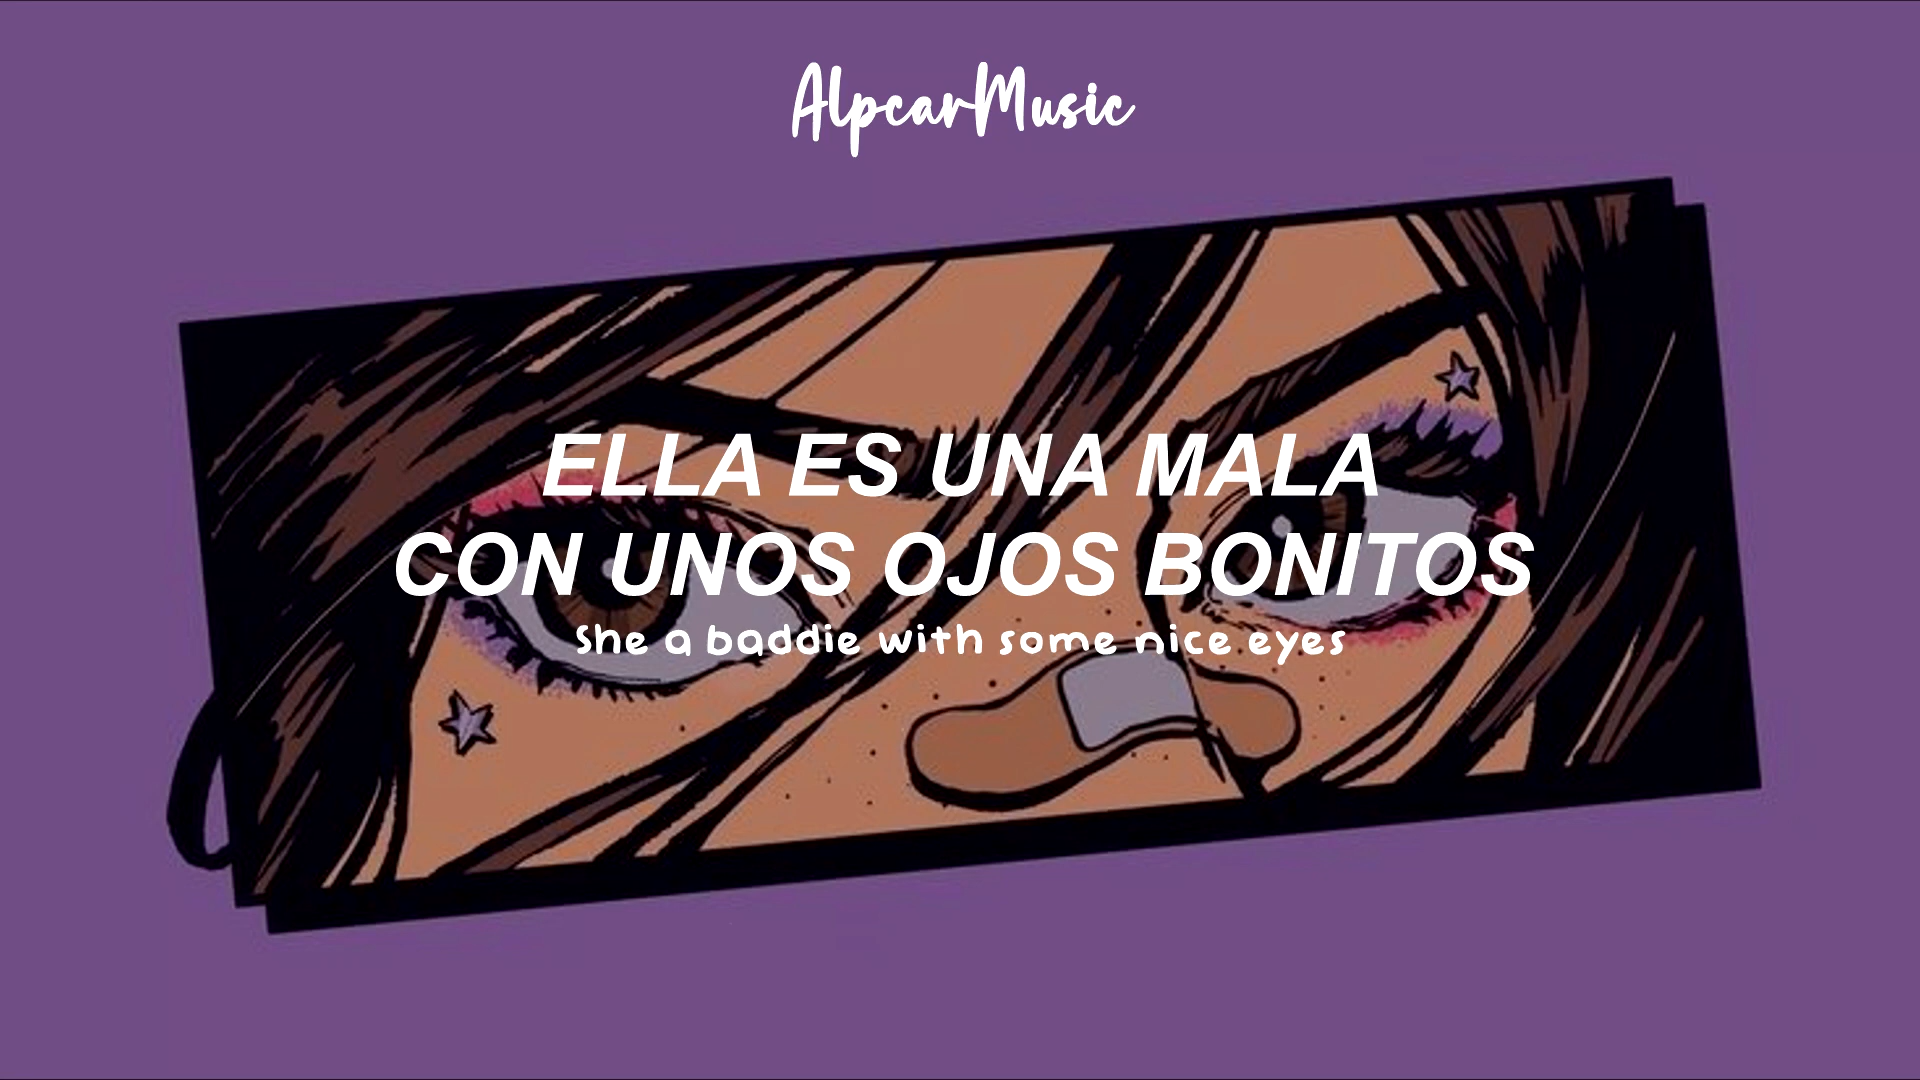 AlpcarMusic
ELLA ES UNA MALA
CON UNOS OJOS BONITOS
She a baddie with some nice eyes